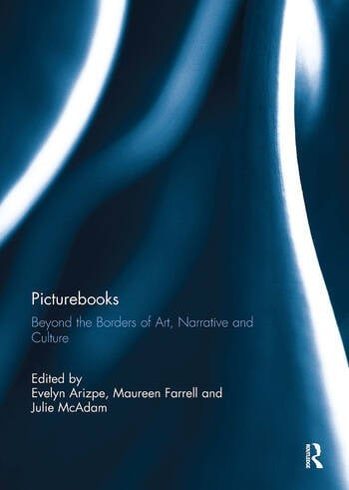 Picturebooks
Beyond the Borders of Art, Narrative and
Culture
Edited by
Evelyn Arizpe, Maureen Farrell and
Julie McAdam
ROUTLEDGE